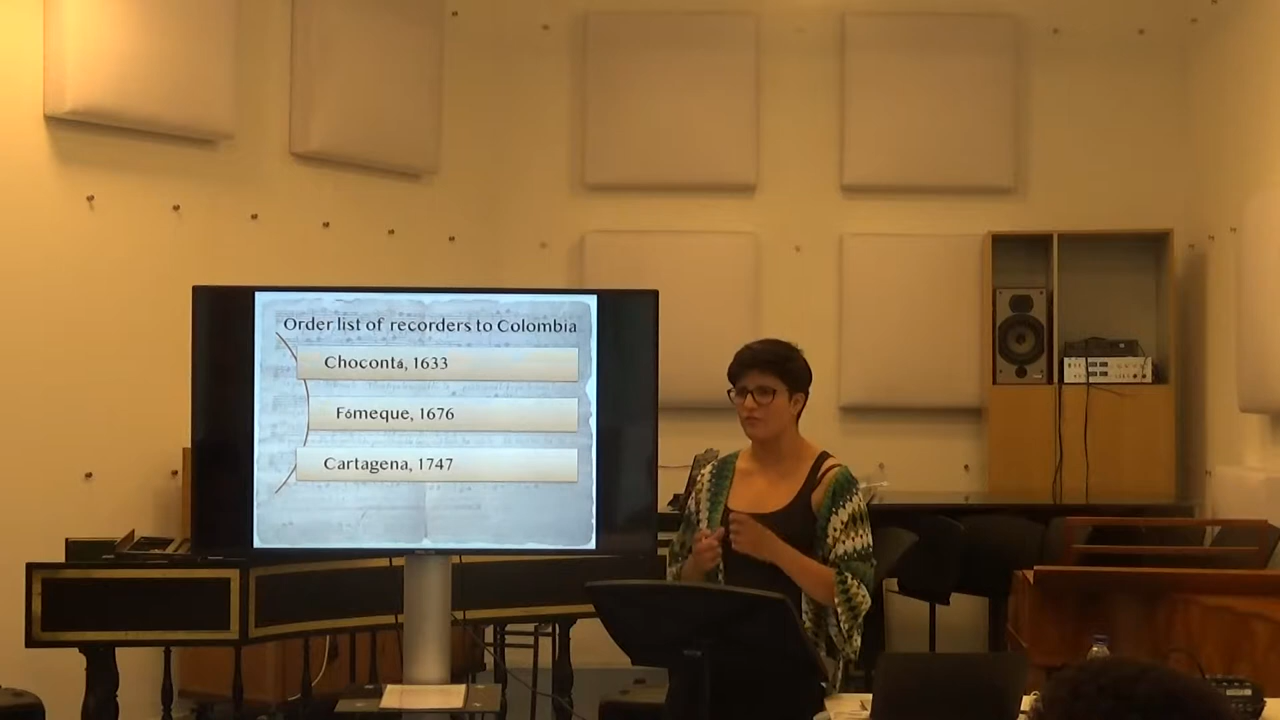 Order list of recorders to Colombia
Chocontá, 1633
Fómeque, 1676
Cartagena, 1747